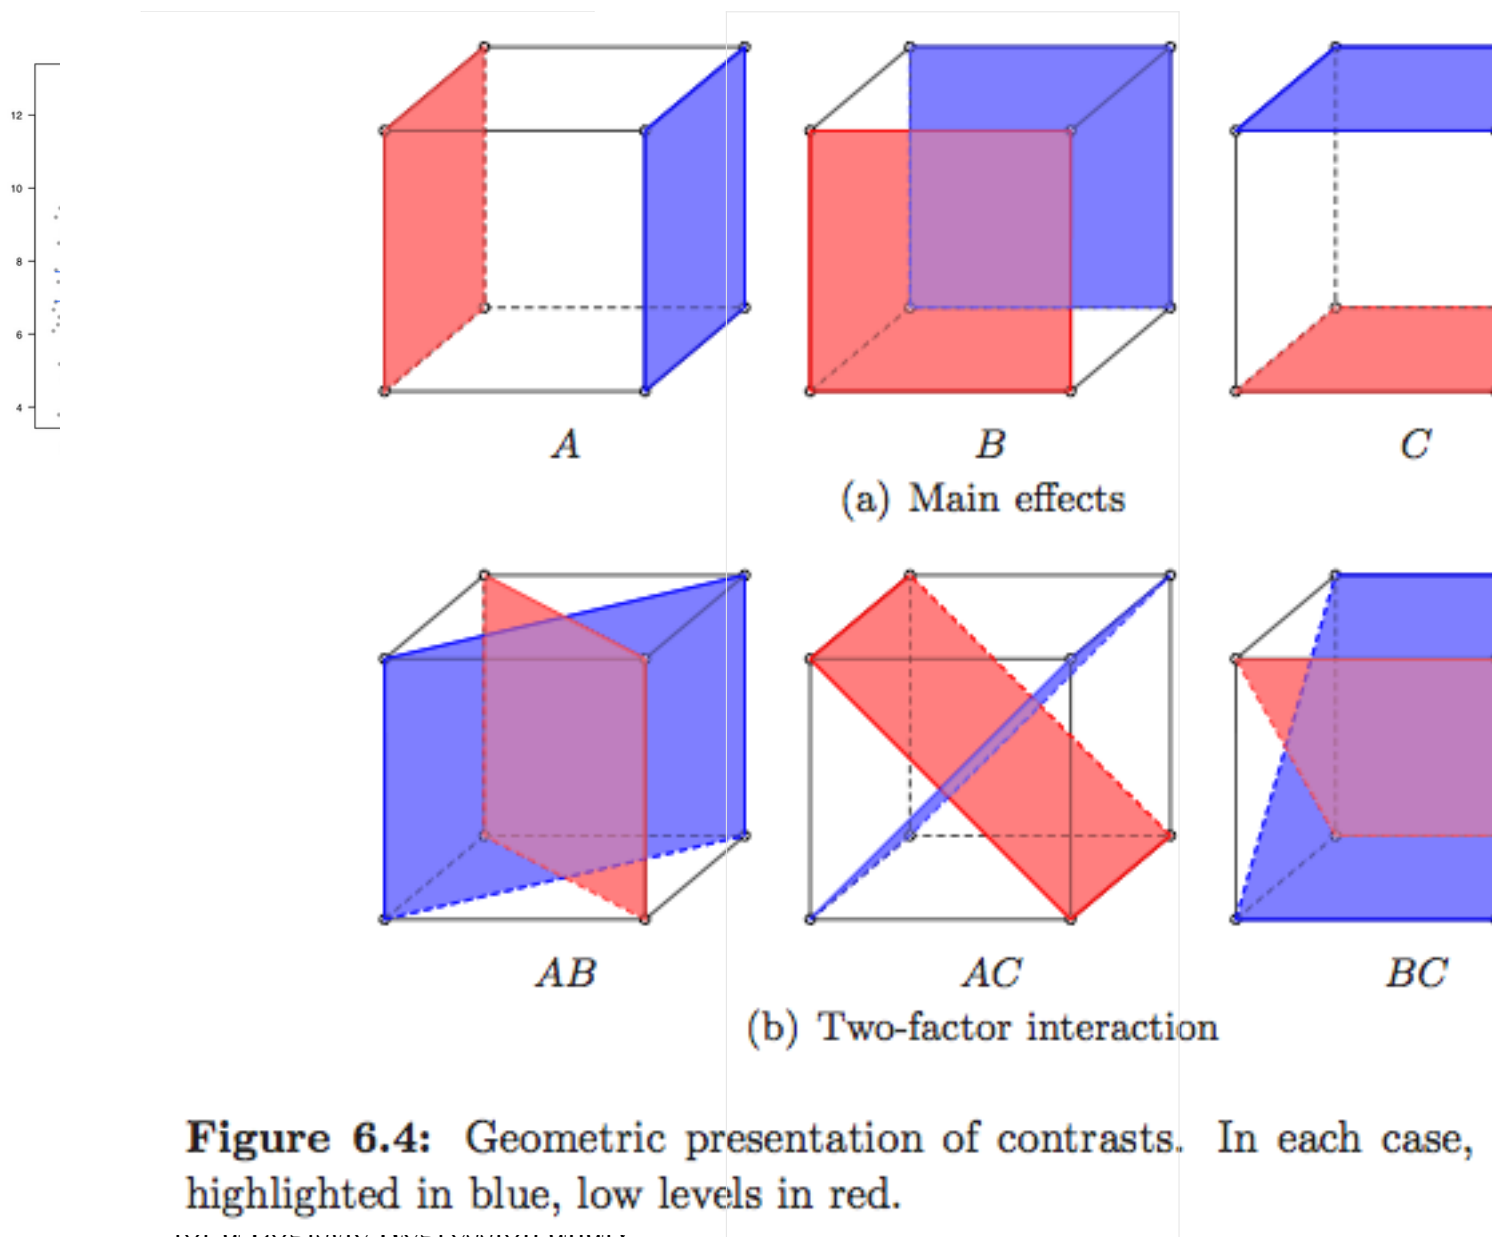 12
10
8
6
4
A B C
(a) Main effects
AB AC BC
(b) Two-factor interaction
Figure 6.4: Geometric presentation of contrasts. In each case,
highlighted in blue, low levels in red.